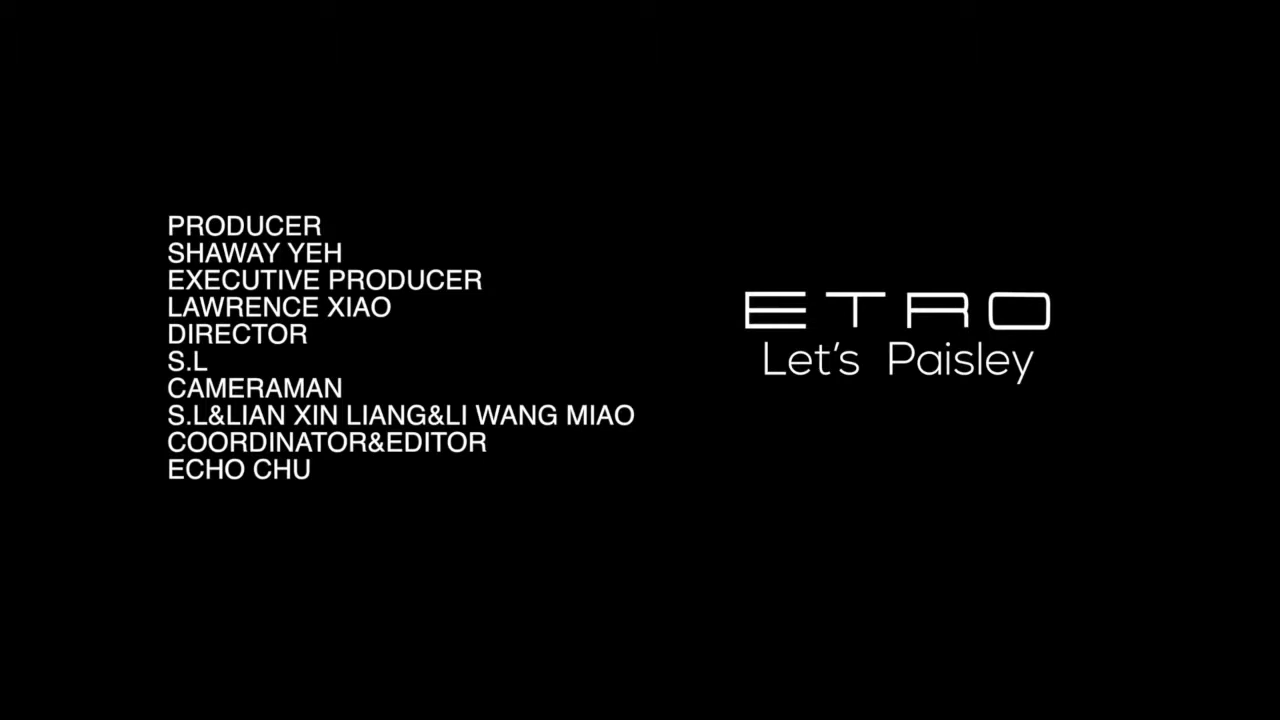 PRODUCER
SHAWAY YEH
EXECUTIVE PRODUCER
LAWRENCE XIAO
DIRECTOR
S.L
CAMERAMAN
S.L&LIAN XIN LIANG&LI WANG MIAO
COORDINATOR&EDITOR
ECHO CHU
ETRO
Let's Paisley